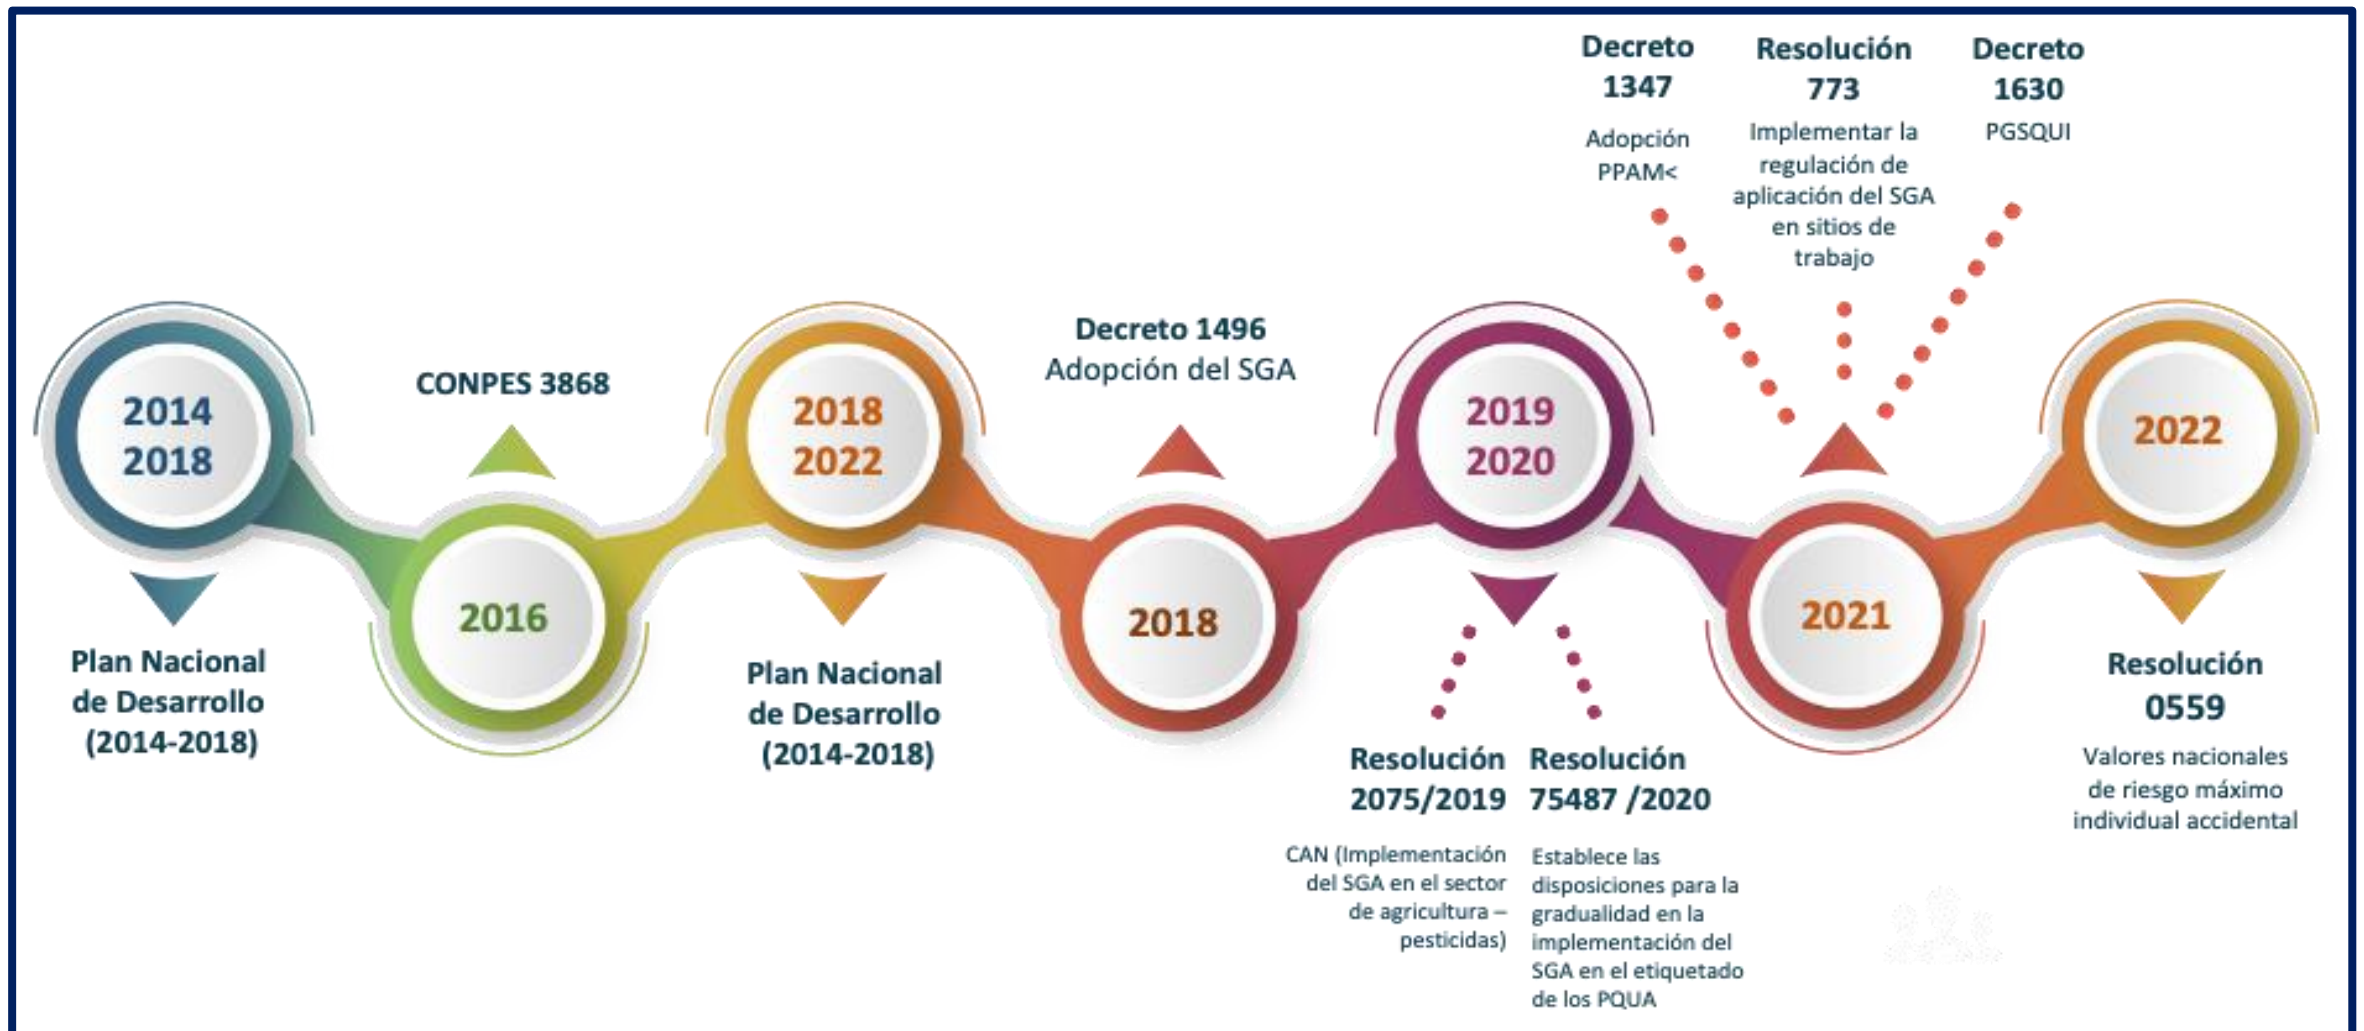 2014
2018
Plan Nacional
de Desarrollo
(2014-2018)
CONPES 3868
2016
2018
2022
Plan Nacional
de Desarrollo
(2014-2018)
Decreto 1496
Adopción del SGA
2018
2019
2020
Resolución
2075/2019
CAN (Implementación
del SGA en el sector
de agricultura –
pesticidas)
Resolución
75487 /2020
Establece las
disposiciones para la
gradualidad en la
implementación del
SGA en el etiquetado
de los PQUA
Decreto
1347
Adopción
PPAM<
Resolución
773
Implementar la
regulación de
aplicación del SGA
en sitios de
trabajo
Decreto
1630
PGSQUI
2021
2022
Resolución
0559
Valores nacionales
de riesgo máximo
individual accidental